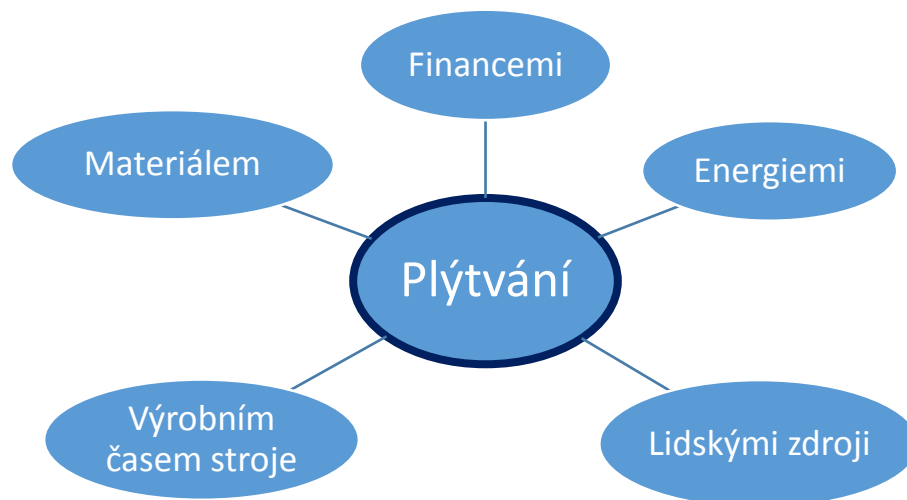 Financemi
Materiálem
Energiemi
Plýtvání
Výrobním
časem stroje
Lidskými zdroji